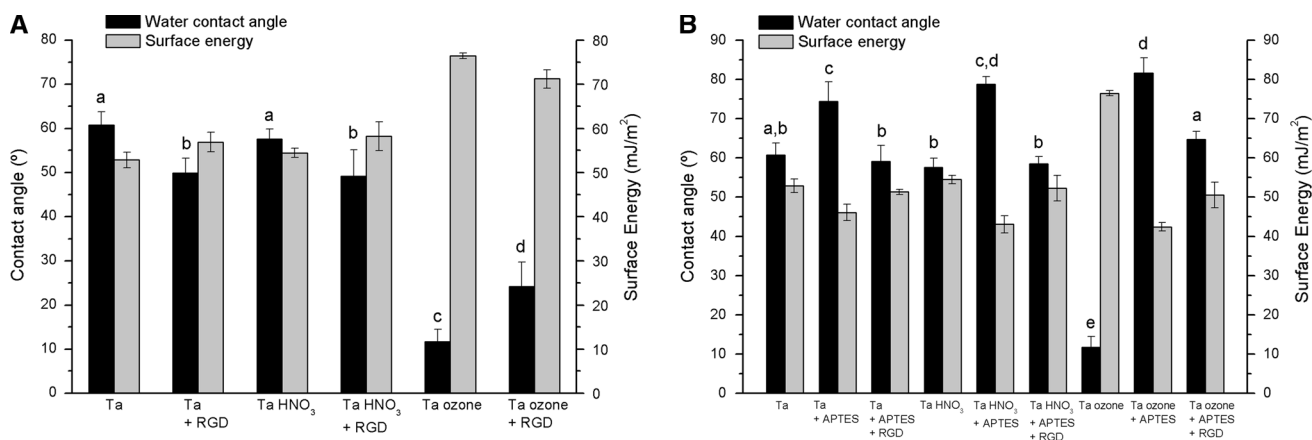 A
Water contact angle
Surface energy
80
70
60
50
40
30
20
10
0
Contact angle (º)
a
b
a
b
c
d
80
70
60
50
40
30
20
10
0
Surface Energy (mJ/m²)
Ta
Ta + RGD
Ta HNO₃
Ta HNO₃ + RGD
Ta ozone
Ta ozone + RGD
B
Water contact angle
Surface energy
90
80
70
60
50
40
30
20
10
0
Contact angle (º)
a,b
c
b
b
c,d
b
e
d
a
90
80
70
60
50
40
30
20
10
0
Surface Energy (mJ/m²)
Ta
Ta + APTES
Ta + APTES + RGD
Ta HNO₃
Ta HNO₃ + APTES
Ta HNO₃ + APTES + RGD
Ta ozone
Ta ozone + APTES
Ta ozone + APTES + RGD